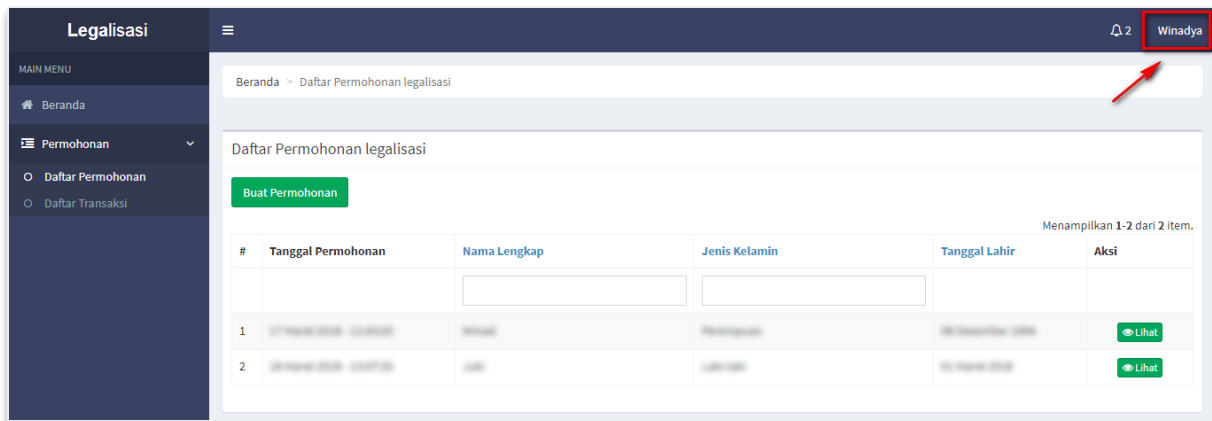 Legalisasi
2 Winadya
MAIN MENU
Beranda
Permohonan
Daftar Permohonan
Daftar Transaksi
Beranda > Daftar Permohonan legalisasi
Daftar Permohonan legalisasi
Buat Permohonan
Menampilkan 1-2 dari 2 item.
# Tanggal Permohonan Nama Lengkap Jenis Kelamin Tanggal Lahir Aksi
1 Lihat
2 Lihat